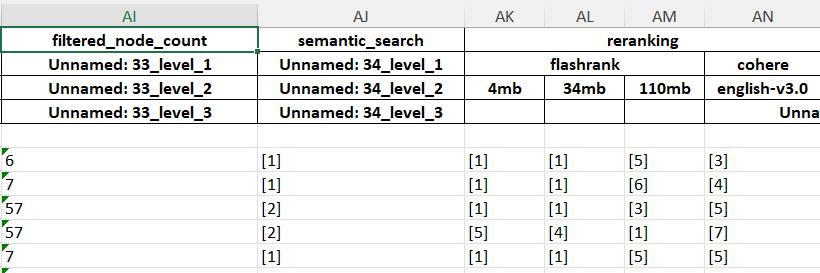 AI AJ AK AL AM AN
filtered_node_count semantic_search reranking
Unnamed: 33_level_1 Unnamed: 34_level_1 flashrank cohere
Unnamed: 33_level_2 Unnamed: 34_level_2 4mb 34mb 110mb english-v3.0
Unnamed: 33_level_3 Unnamed: 34_level_3 Unna
6 [1] [1] [1] [5] [3]
7 [1] [1] [1] [6] [4]
57 [2] [1] [1] [3] [5]
57 [2] [5] [4] [1] [7]
7 [1] [1] [1] [5] [5]